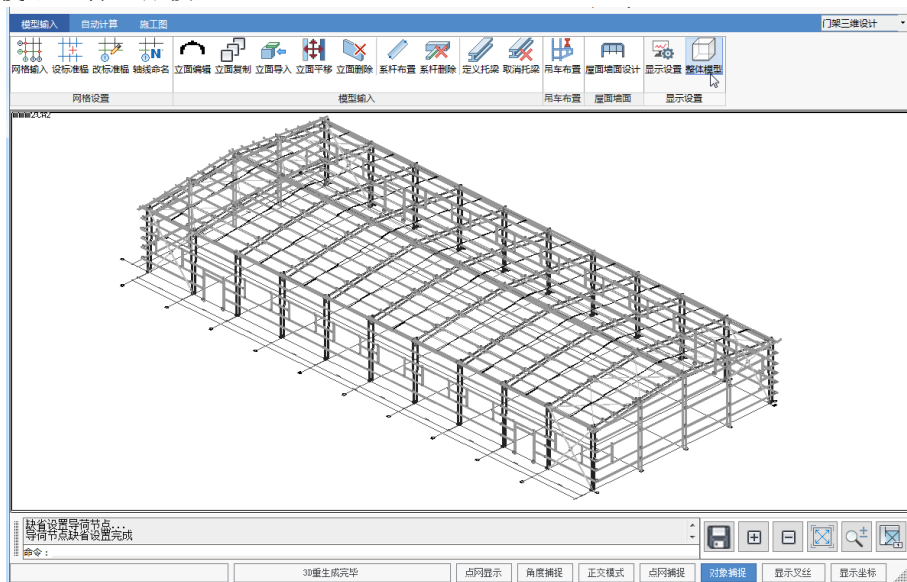 模型输入 自动计算 施工图 门架三维设计
网格输入 设标准榀 改标准榀 轴线命名 立面编辑 立面复制 立面导入 立面平移 立面删除 系杆布置 系杆删除 定义托梁 取消托梁 吊车布置 屋面墙面设计 显示设置 整体模型
网格设置 模型输入 吊车布置 屋面墙面 显示设置
缺省设置导荷节点...
导荷节点缺省设置完成
命令：
3D重生成完毕 点网显示 角度捕捉 正交模式 点网捕捉 对象捕捉 显示叉丝 显示坐标